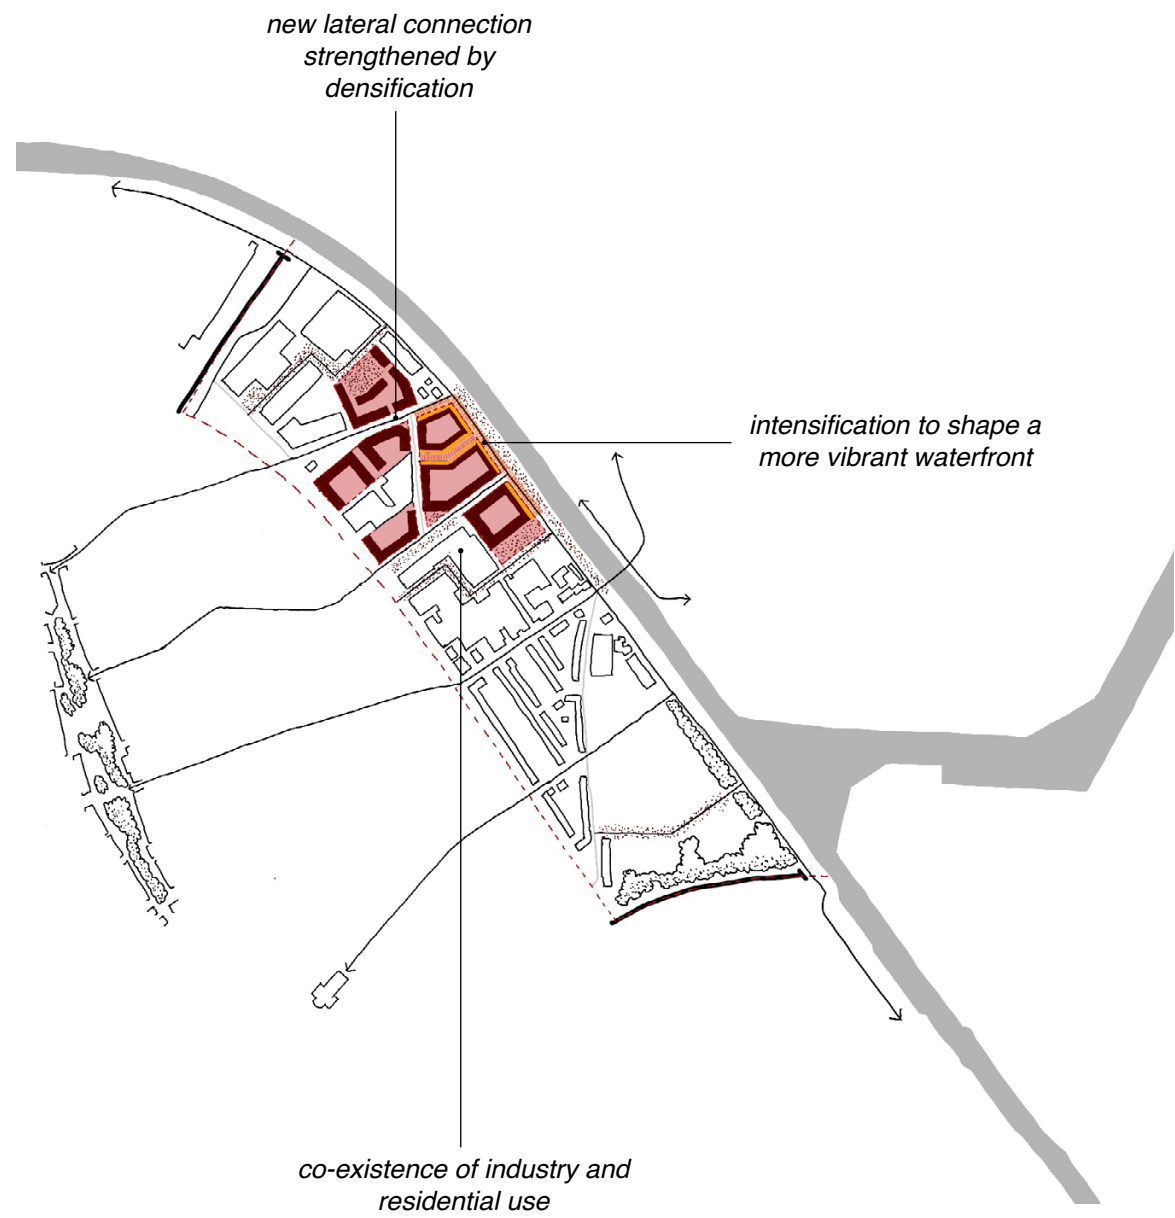 new lateral connection
strengthened by
densification
intensification to shape a
more vibrant waterfront
co-existence of industry and
residential use